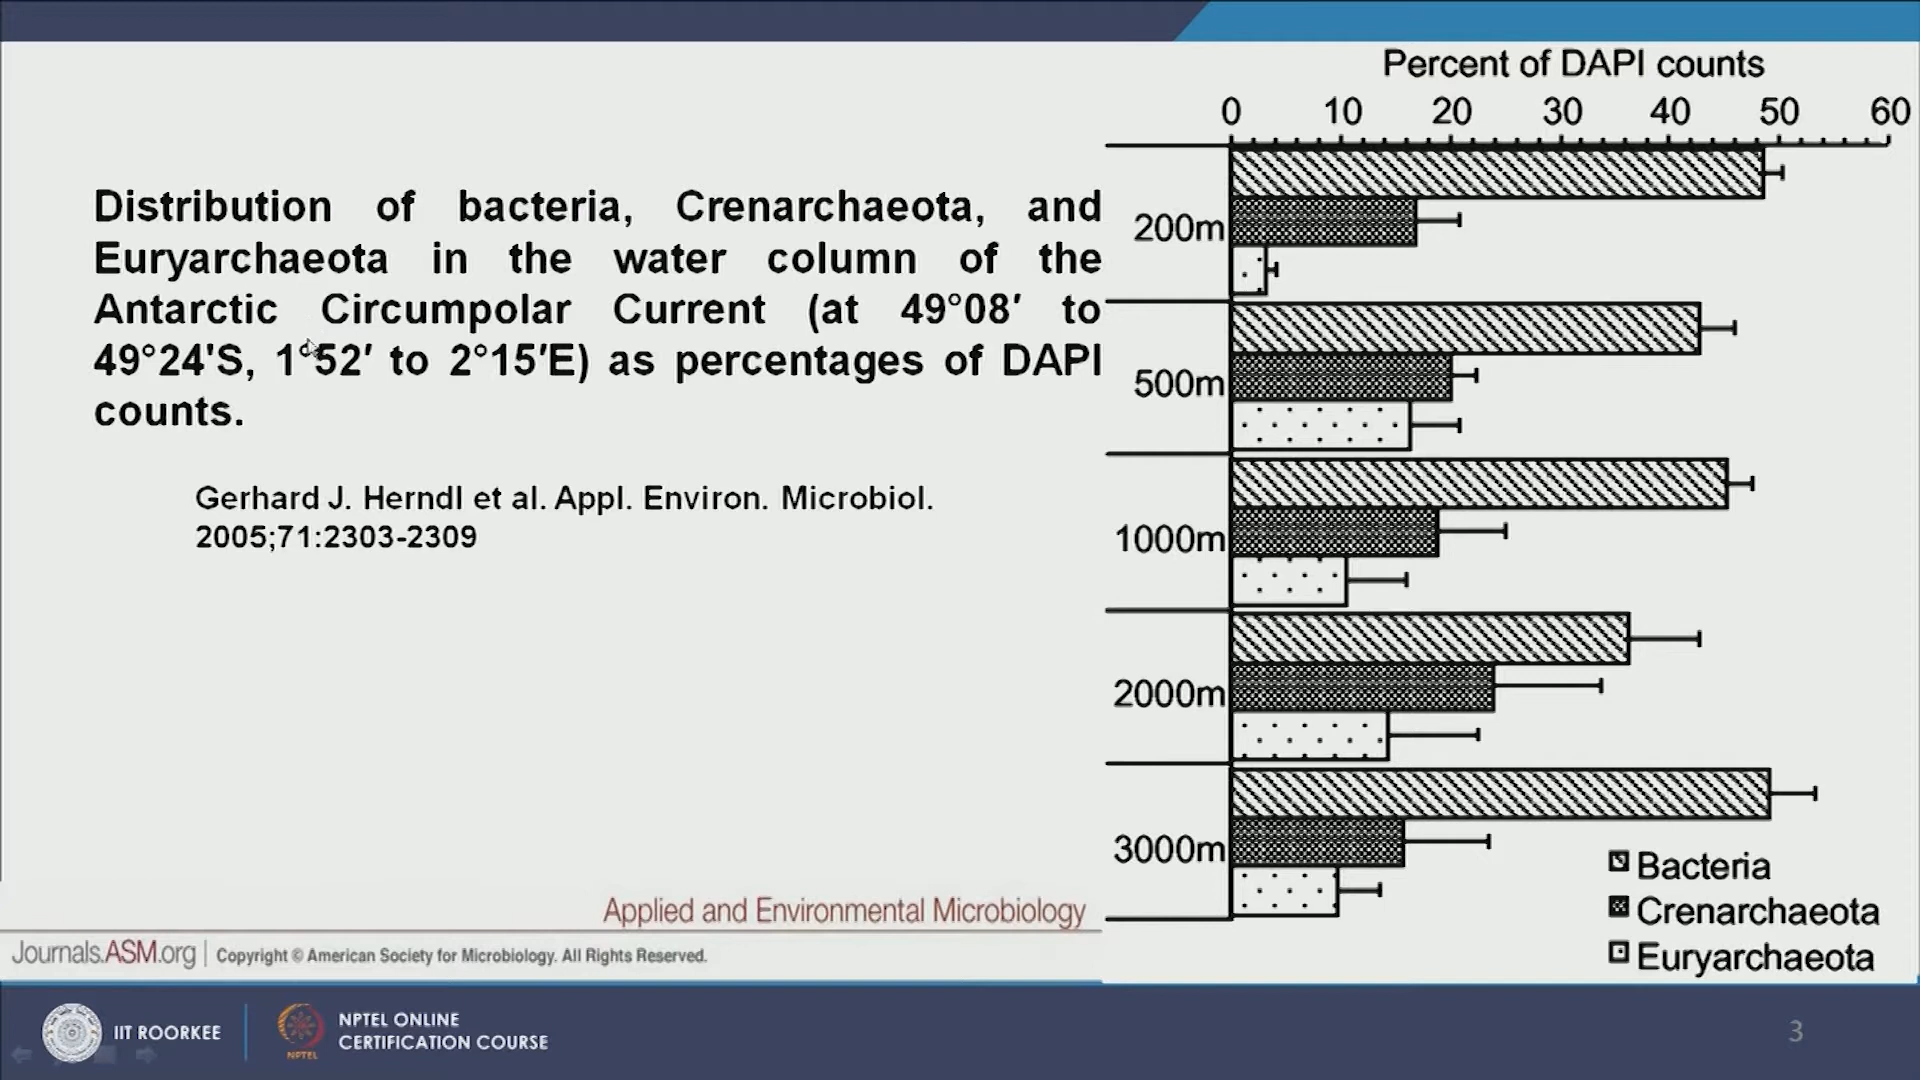 Distribution of bacteria, Crenarchaeota, and
Euryarchaeota in the water column of the
Antarctic Circumpolar Current (at 49°08′ to
49°24'S, 1°52′ to 2°15′E) as percentages of DAPI
counts.
Gerhard J. Herndl et al. Appl. Environ. Microbiol.
2005;71:2303-2309
Percent of DAPI counts
0 10 20 30 40 50 60
200m
500m
1000m
2000m
3000m
Bacteria
Crenarchaeota
Euryarchaeota
Applied and Environmental Microbiology
Journals.ASM.org | Copyright © American Society for Microbiology. All Rights Reserved.
IIT ROORKEE
NPTEL
NPTEL ONLINE
CERTIFICATION COURSE
3